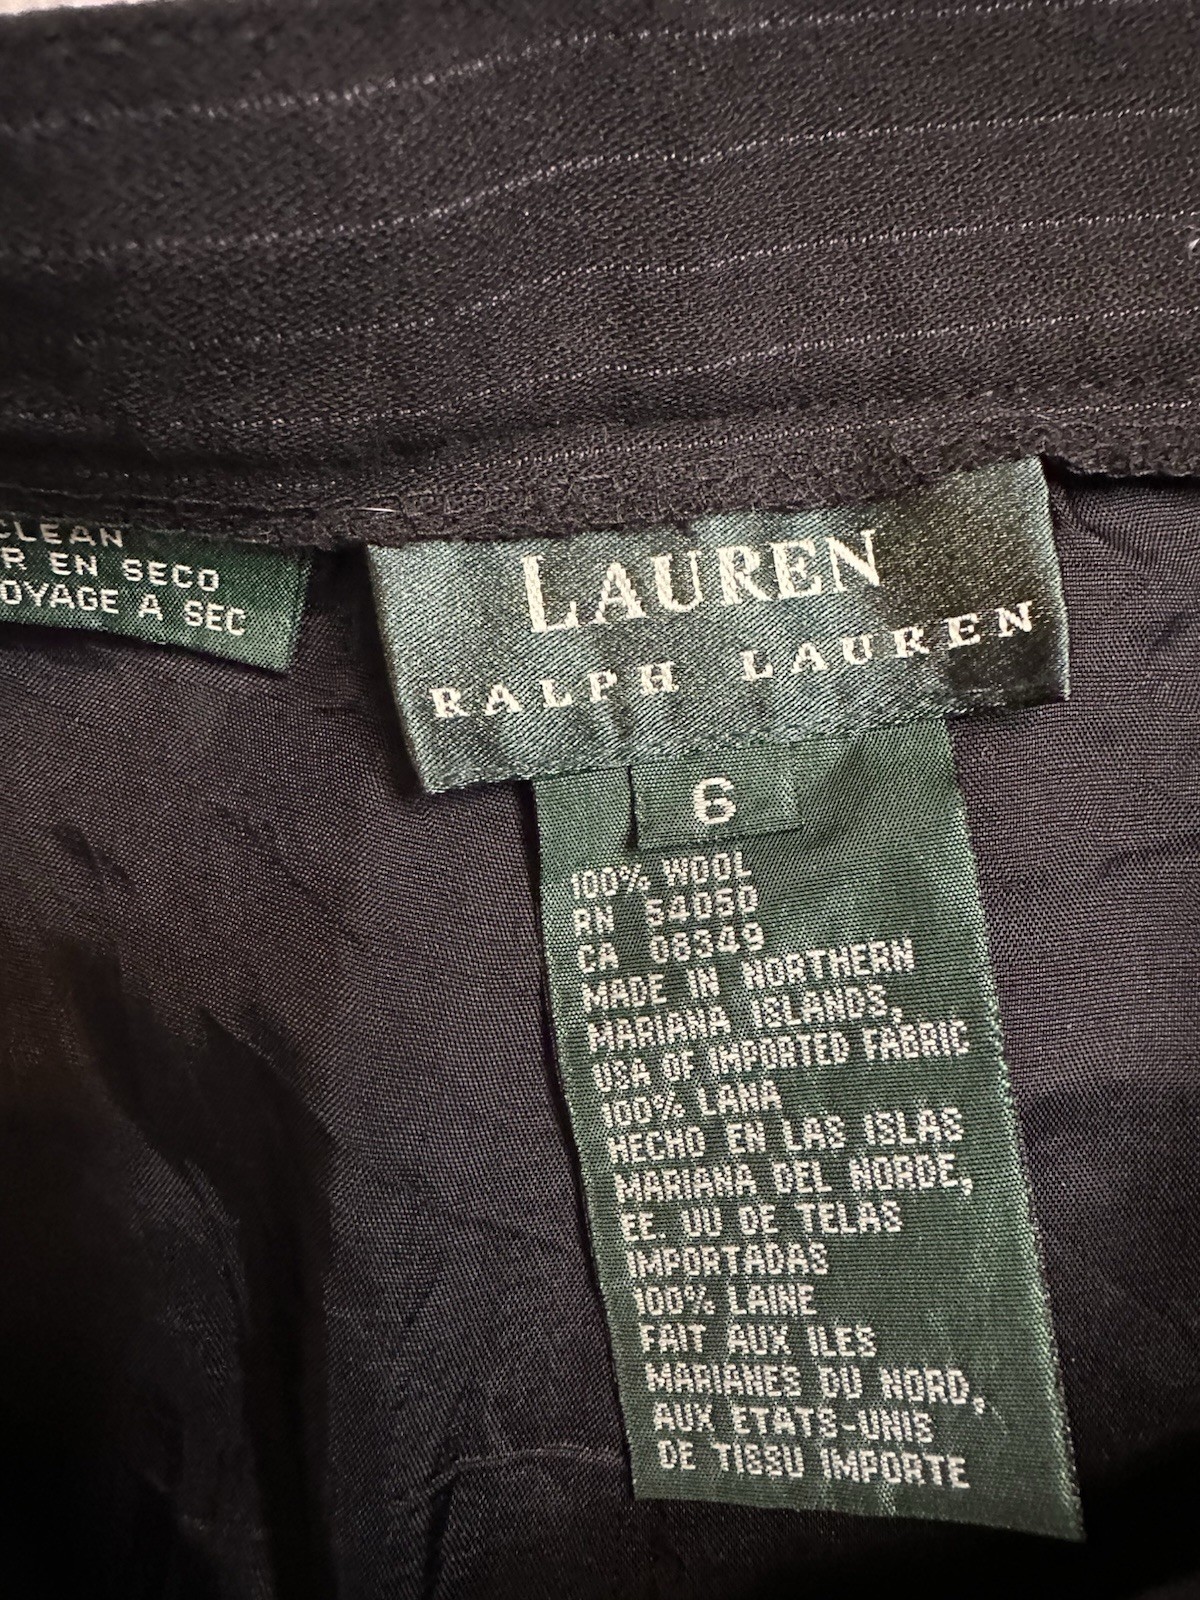 CLEAN
R EN SECO
OYAGE A SEC
LAUREN
RALPH LAUREN
6
100% WOOL
RN 54050
CA 08349
MADE IN NORTHERN
MARIANA ISLANDS,
USA OF IMPORTED FABRIC
100% LANA
HECHO EN LAS ISLAS
MARIANA DEL NORDE,
EE. UU DE TELAS
IMPORTADAS
100% LAINE
FAIT AUX ILES
MARIANES DU NORD,
AUX ETATS-UNIS
DE TISSU IMPORTE